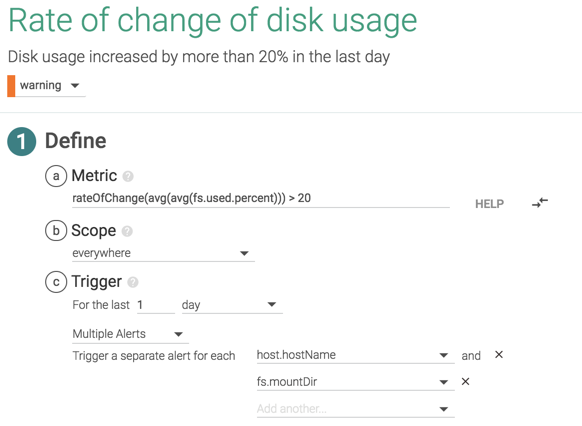 Rate of change of disk usage
Disk usage increased by more than 20% in the last day
warning
1 Define
a Metric ?
rateOfChange(avg(avg(fs.used.percent))) > 20
HELP
b Scope ?
everywhere
c Trigger ?
For the last 1 day
Multiple Alerts
Trigger a separate alert for each host.hostName and ×
fs.mountDir ×
Add another...